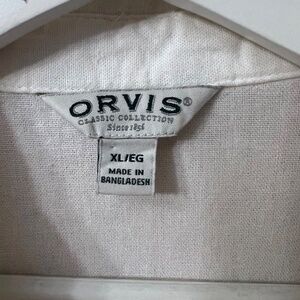 ORVIS®
CLASSIC COLLECTION
Since 1856
XL/EG
MADE IN
BANGLADESH